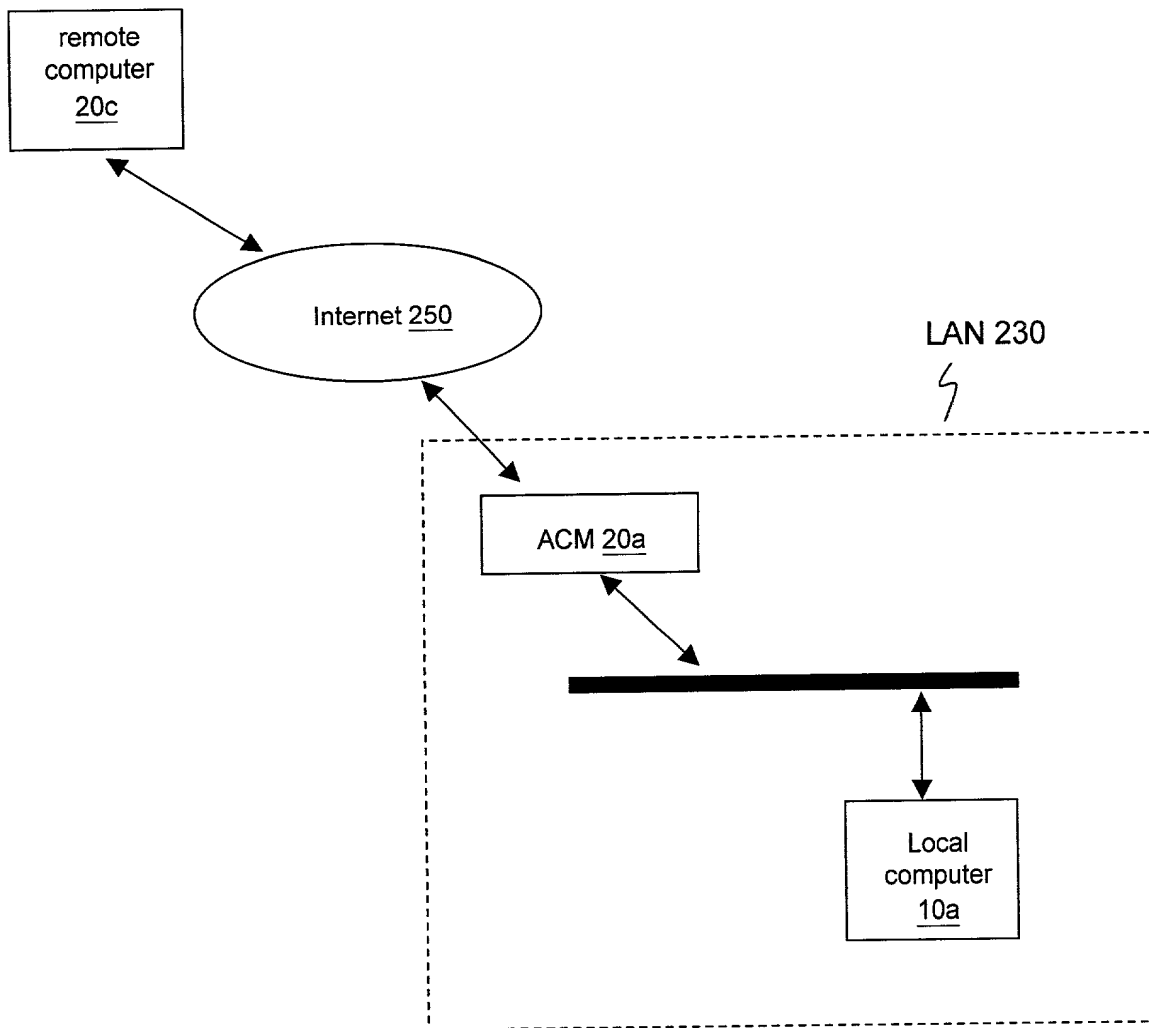 remote
computer
20c
Internet 250
LAN 230
ACM 20a
Local
computer
10a